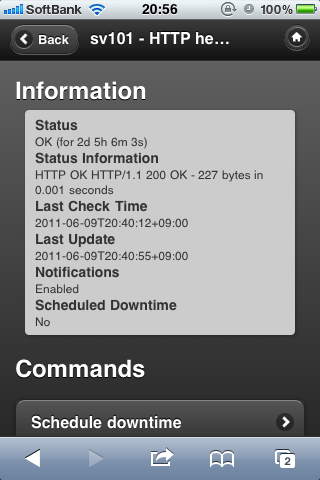 SoftBank 20:56 100%
Back sv101 - HTTP he...
Information
Status
OK (for 2d 5h 6m 3s)
Status Information
HTTP OK HTTP/1.1 200 OK - 227 bytes in
0.001 seconds
Last Check Time
2011-06-09T20:40:12+09:00
Last Update
2011-06-09T20:40:55+09:00
Notifications
Enabled
Scheduled Downtime
No
Commands
Schedule downtime
2